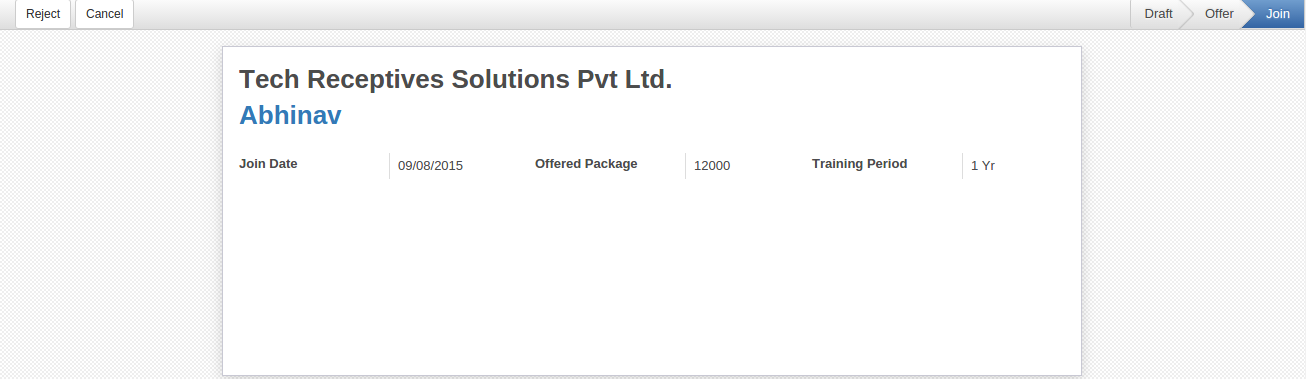 Reject Cancel Draft Offer Join
Tech Receptives Solutions Pvt Ltd.
Abhinav
Join Date 09/08/2015 Offered Package 12000 Training Period 1 Yr